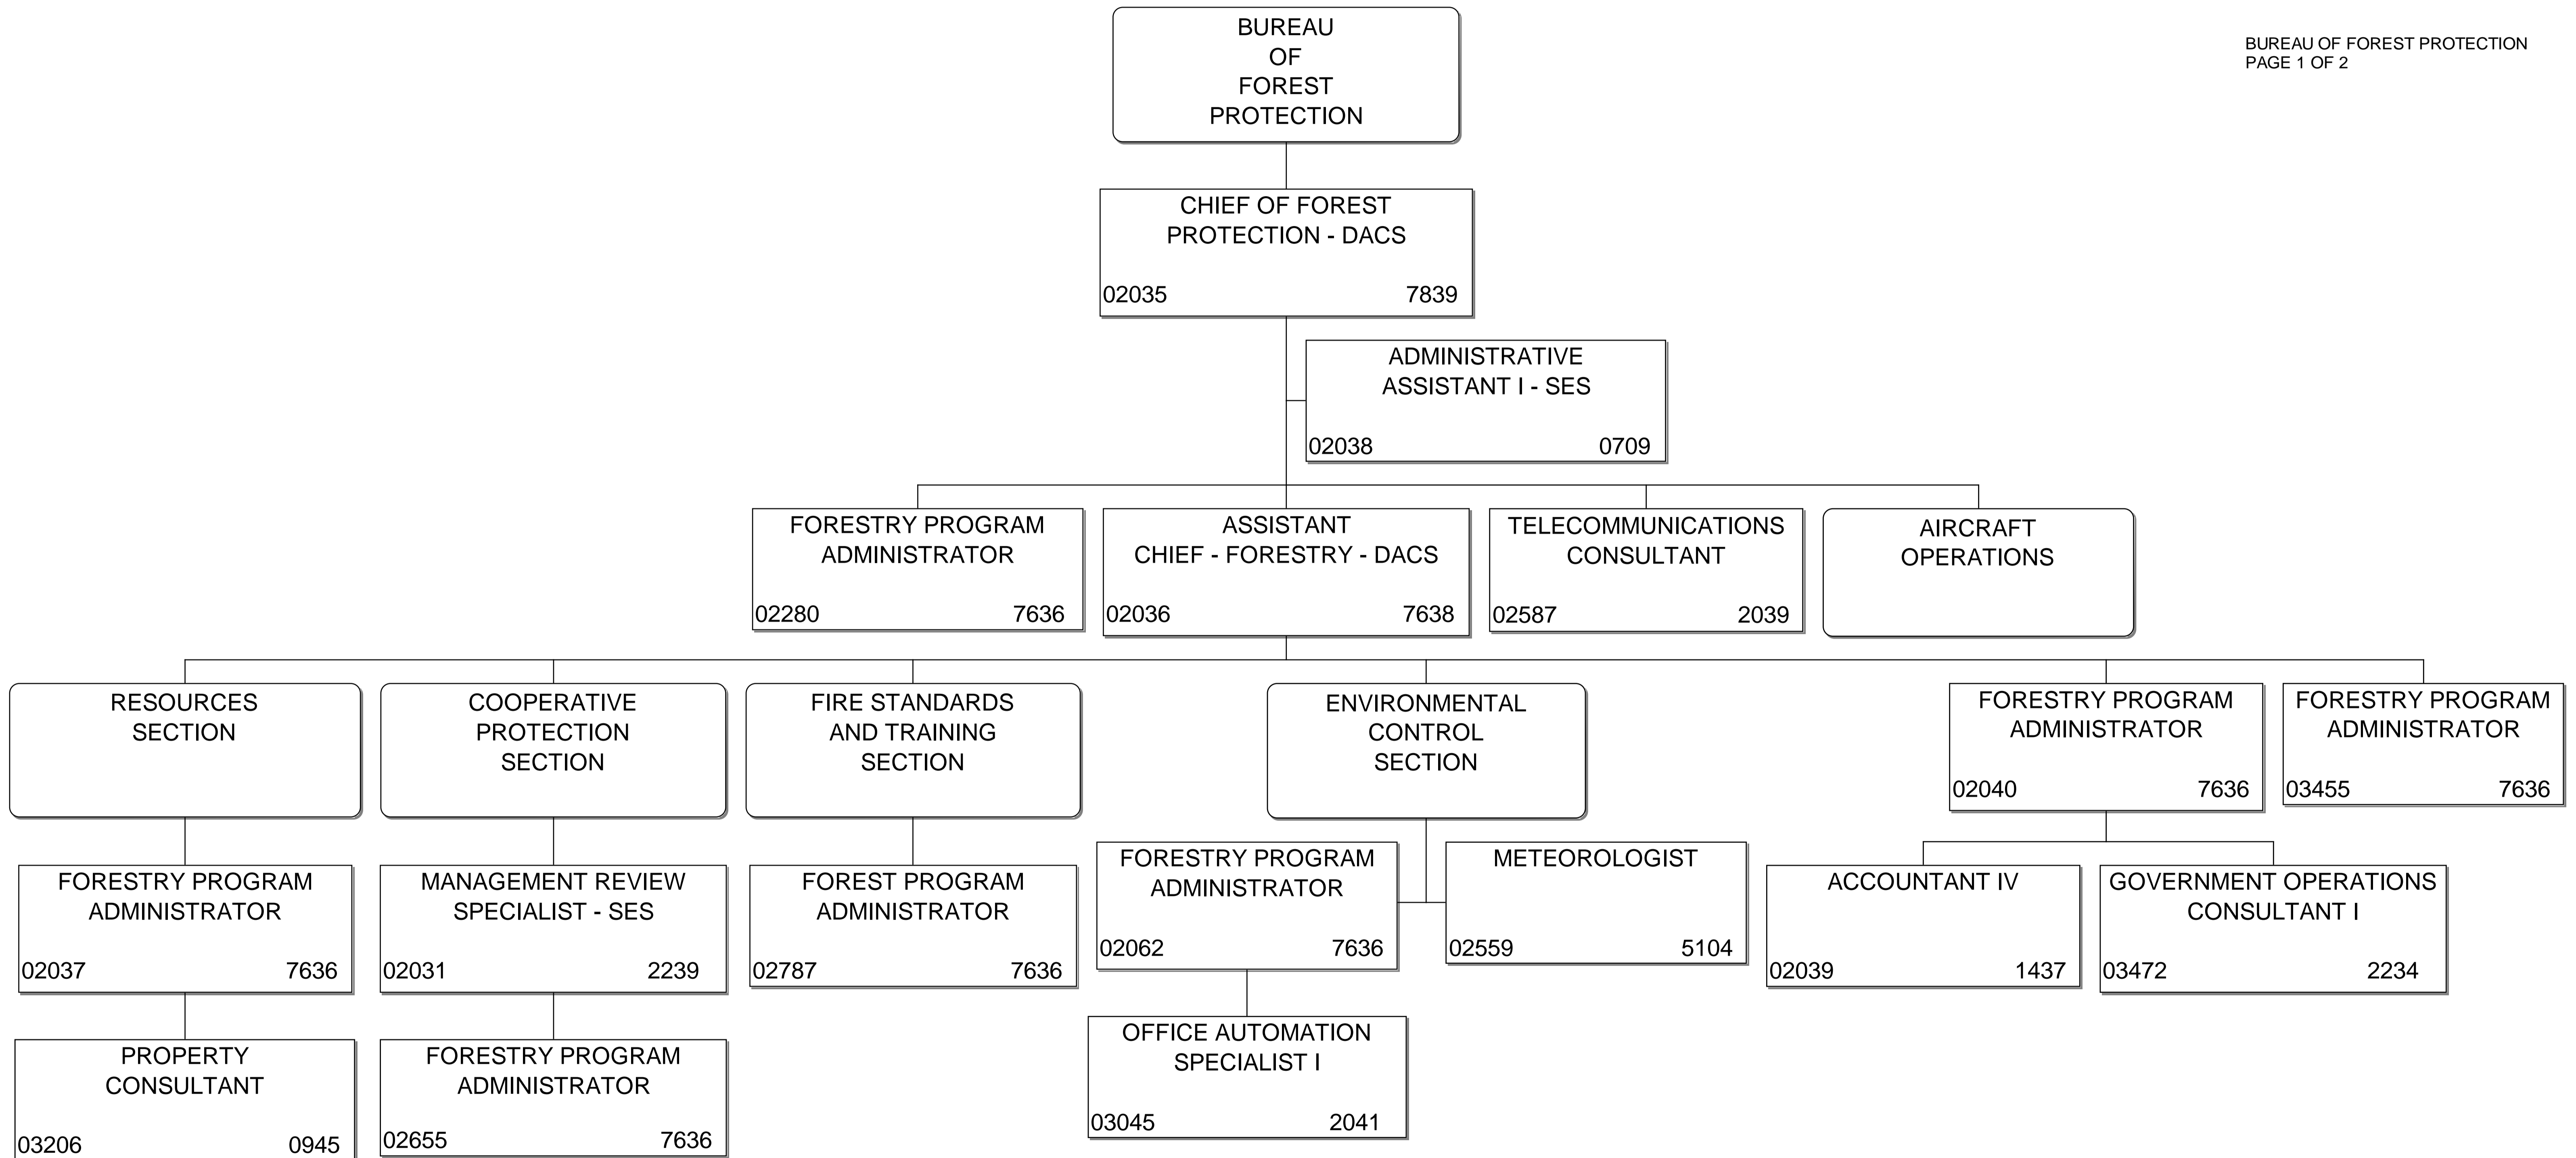 BUREAU
OF
FOREST
PROTECTION
BUREAU OF FOREST PROTECTION
PAGE 1 OF 2
CHIEF OF FOREST
PROTECTION - DACS
02035 7839
ADMINISTRATIVE
ASSISTANT I - SES
02038 0709
FORESTRY PROGRAM
ADMINISTRATOR
02280 7636
ASSISTANT
CHIEF - FORESTRY - DACS
02036 7638
TELECOMMUNICATIONS
CONSULTANT
02587 2039
AIRCRAFT
OPERATIONS
RESOURCES
SECTION
COOPERATIVE
PROTECTION
SECTION
FIRE STANDARDS
AND TRAINING
SECTION
ENVIRONMENTAL
CONTROL
SECTION
FORESTRY PROGRAM
ADMINISTRATOR
02040 7636
FORESTRY PROGRAM
ADMINISTRATOR
03455 7636
FORESTRY PROGRAM
ADMINISTRATOR
02037 7636
MANAGEMENT REVIEW
SPECIALIST - SES
02031 2239
FOREST PROGRAM
ADMINISTRATOR
02787 7636
FORESTRY PROGRAM
ADMINISTRATOR
02062 7636
METEOROLOGIST
02559 5104
ACCOUNTANT IV
02039 1437
GOVERNMENT OPERATIONS
CONSULTANT I
03472 2234
PROPERTY
CONSULTANT
03206 0945
FORESTRY PROGRAM
ADMINISTRATOR
02655 7636
OFFICE AUTOMATION
SPECIALIST I
03045 2041